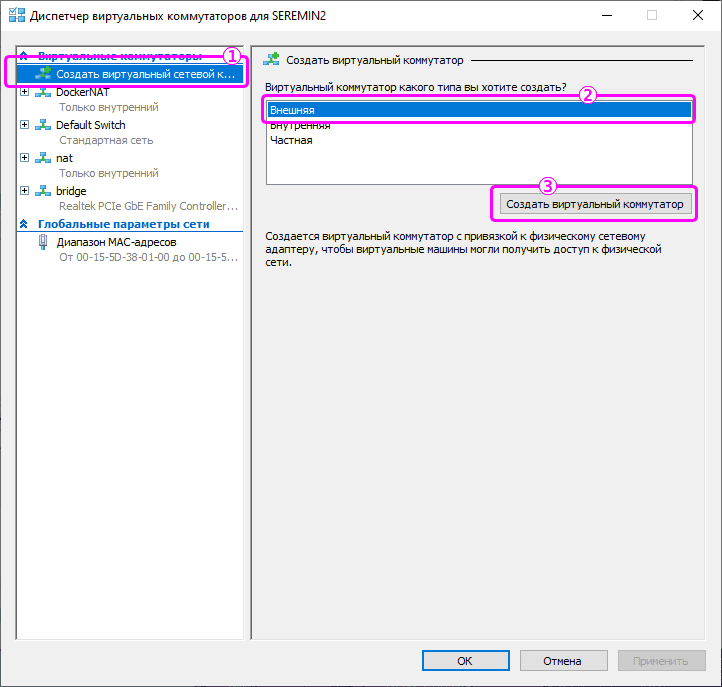 Диспетчер виртуальных коммутаторов для SEREMIN2
Виртуальные коммутаторы
1
Создать виртуальный сетевой к...
DockerNAT
Только внутренний
Default Switch
Стандартная сеть
nat
Только внутренний
bridge
Realtek PCIe GbE Family Controller...
Глобальные параметры сети
Диапазон MAC-адресов
От 00-15-5D-38-01-00 до 00-15-5...
Создать виртуальный коммутатор
Виртуальный коммутатор какого типа вы хотите создать?
2
Внешняя
Внутренняя
Частная
3
Создать виртуальный коммутатор
Создается виртуальный коммутатор с привязкой к физическому сетевому
адаптеру, чтобы виртуальные машины могли получить доступ к физической
сети.
ОК
Отмена
Применить